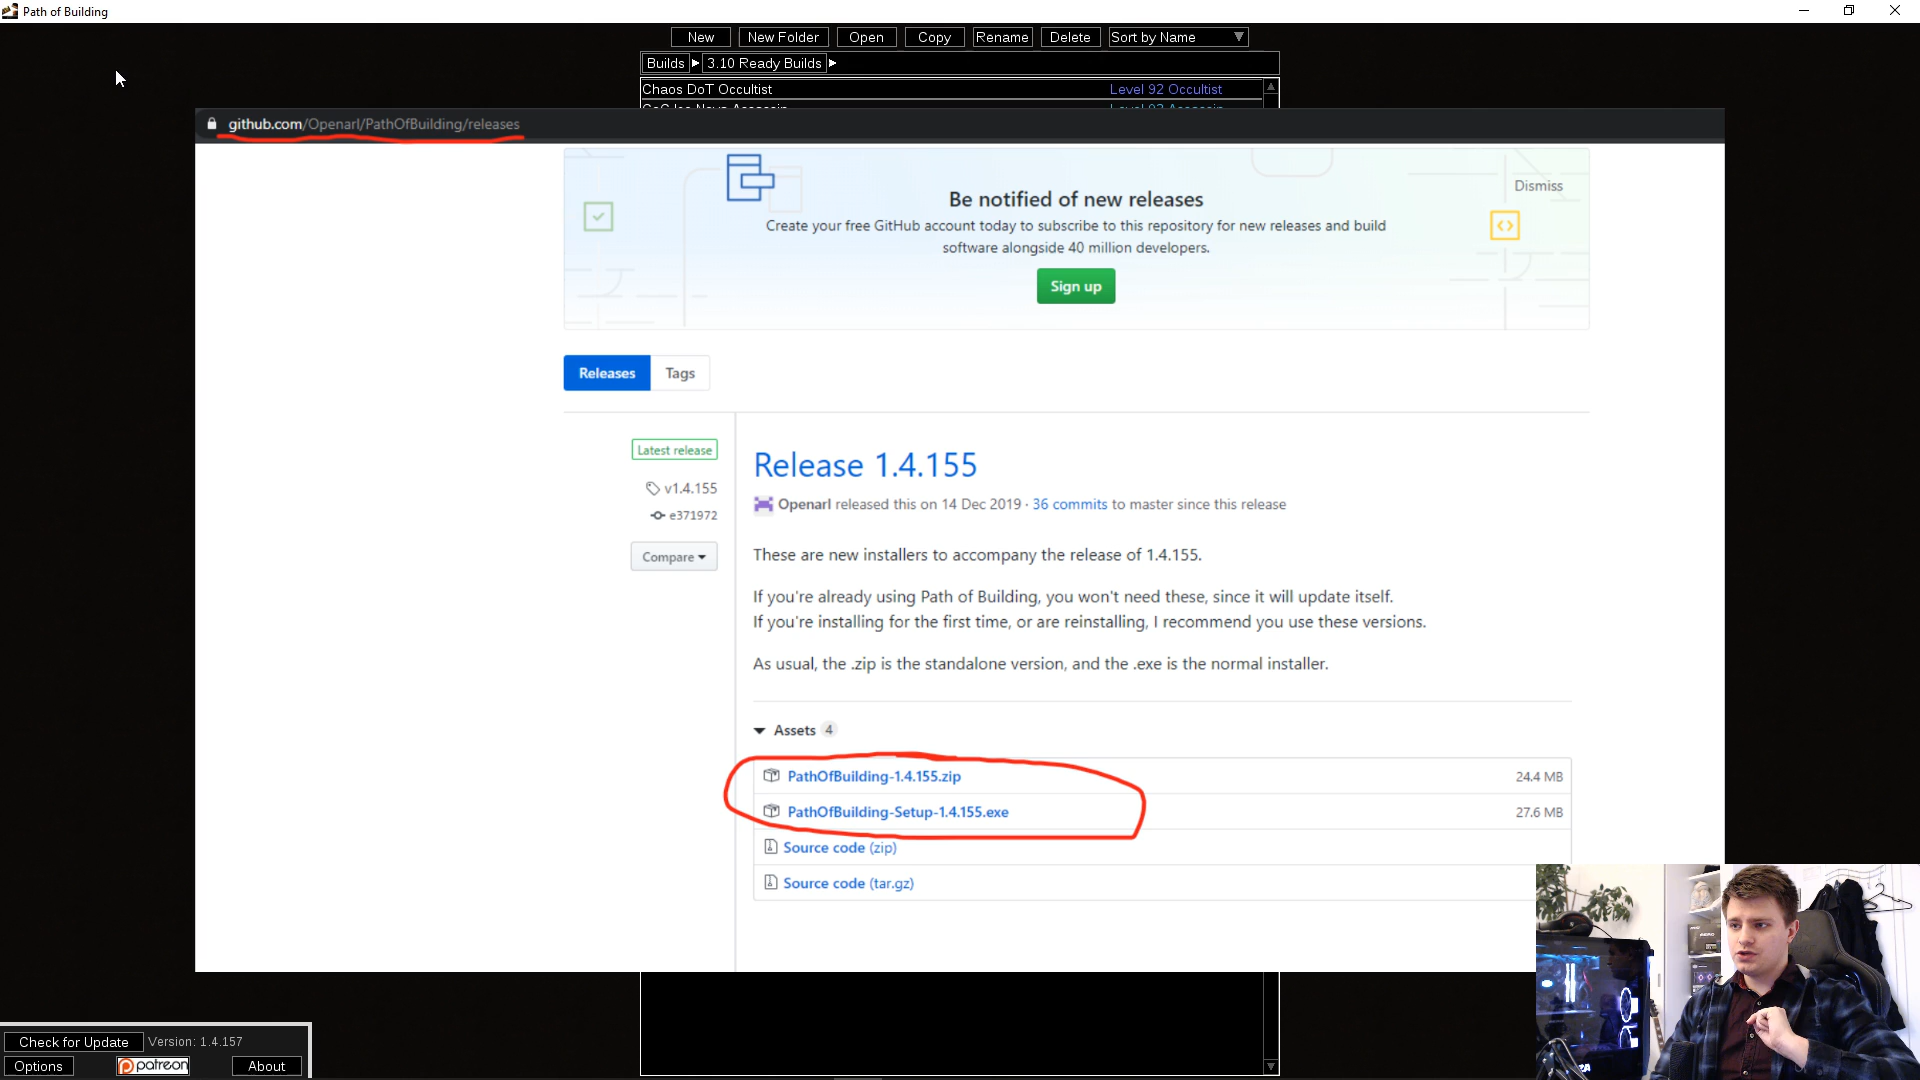 Path of Building
New New Folder Open Copy Rename Delete Sort by Name
Builds 3.10 Ready Builds
Chaos DoT Occultist Level 92 Occultist
github.com/Openarl/PathOfBuilding/releases
Be notified of new releases
Dismiss
Create your free GitHub account today to subscribe to this repository for new releases and build
software alongside 40 million developers.
Sign up
Releases Tags
Latest release
v1.4.155
e371972
Compare
Release 1.4.155
Openarl released this on 14 Dec 2019 · 36 commits to master since this release
These are new installers to accompany the release of 1.4.155.
If you're already using Path of Building, you won't need these, since it will update itself.
If you're installing for the first time, or are reinstalling, I recommend you use these versions.
As usual, the .zip is the standalone version, and the .exe is the normal installer.
Assets 4
PathOfBuilding-1.4.155.zip 24.4 MB
PathOfBuilding-Setup-1.4.155.exe 27.6 MB
Source code (zip)
Source code (tar.gz)
Check for Update Version: 1.4.157
Options patreon About